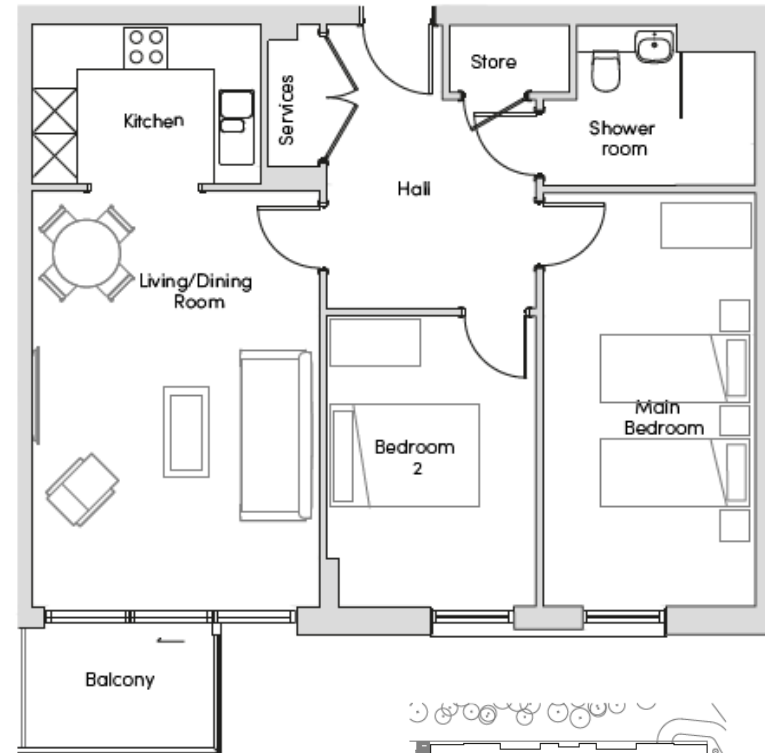 Kitchen
Services
Store
Shower
room
Hall
Living/Dining
Room
Main
Bedroom
Bedroom
2
Balcony